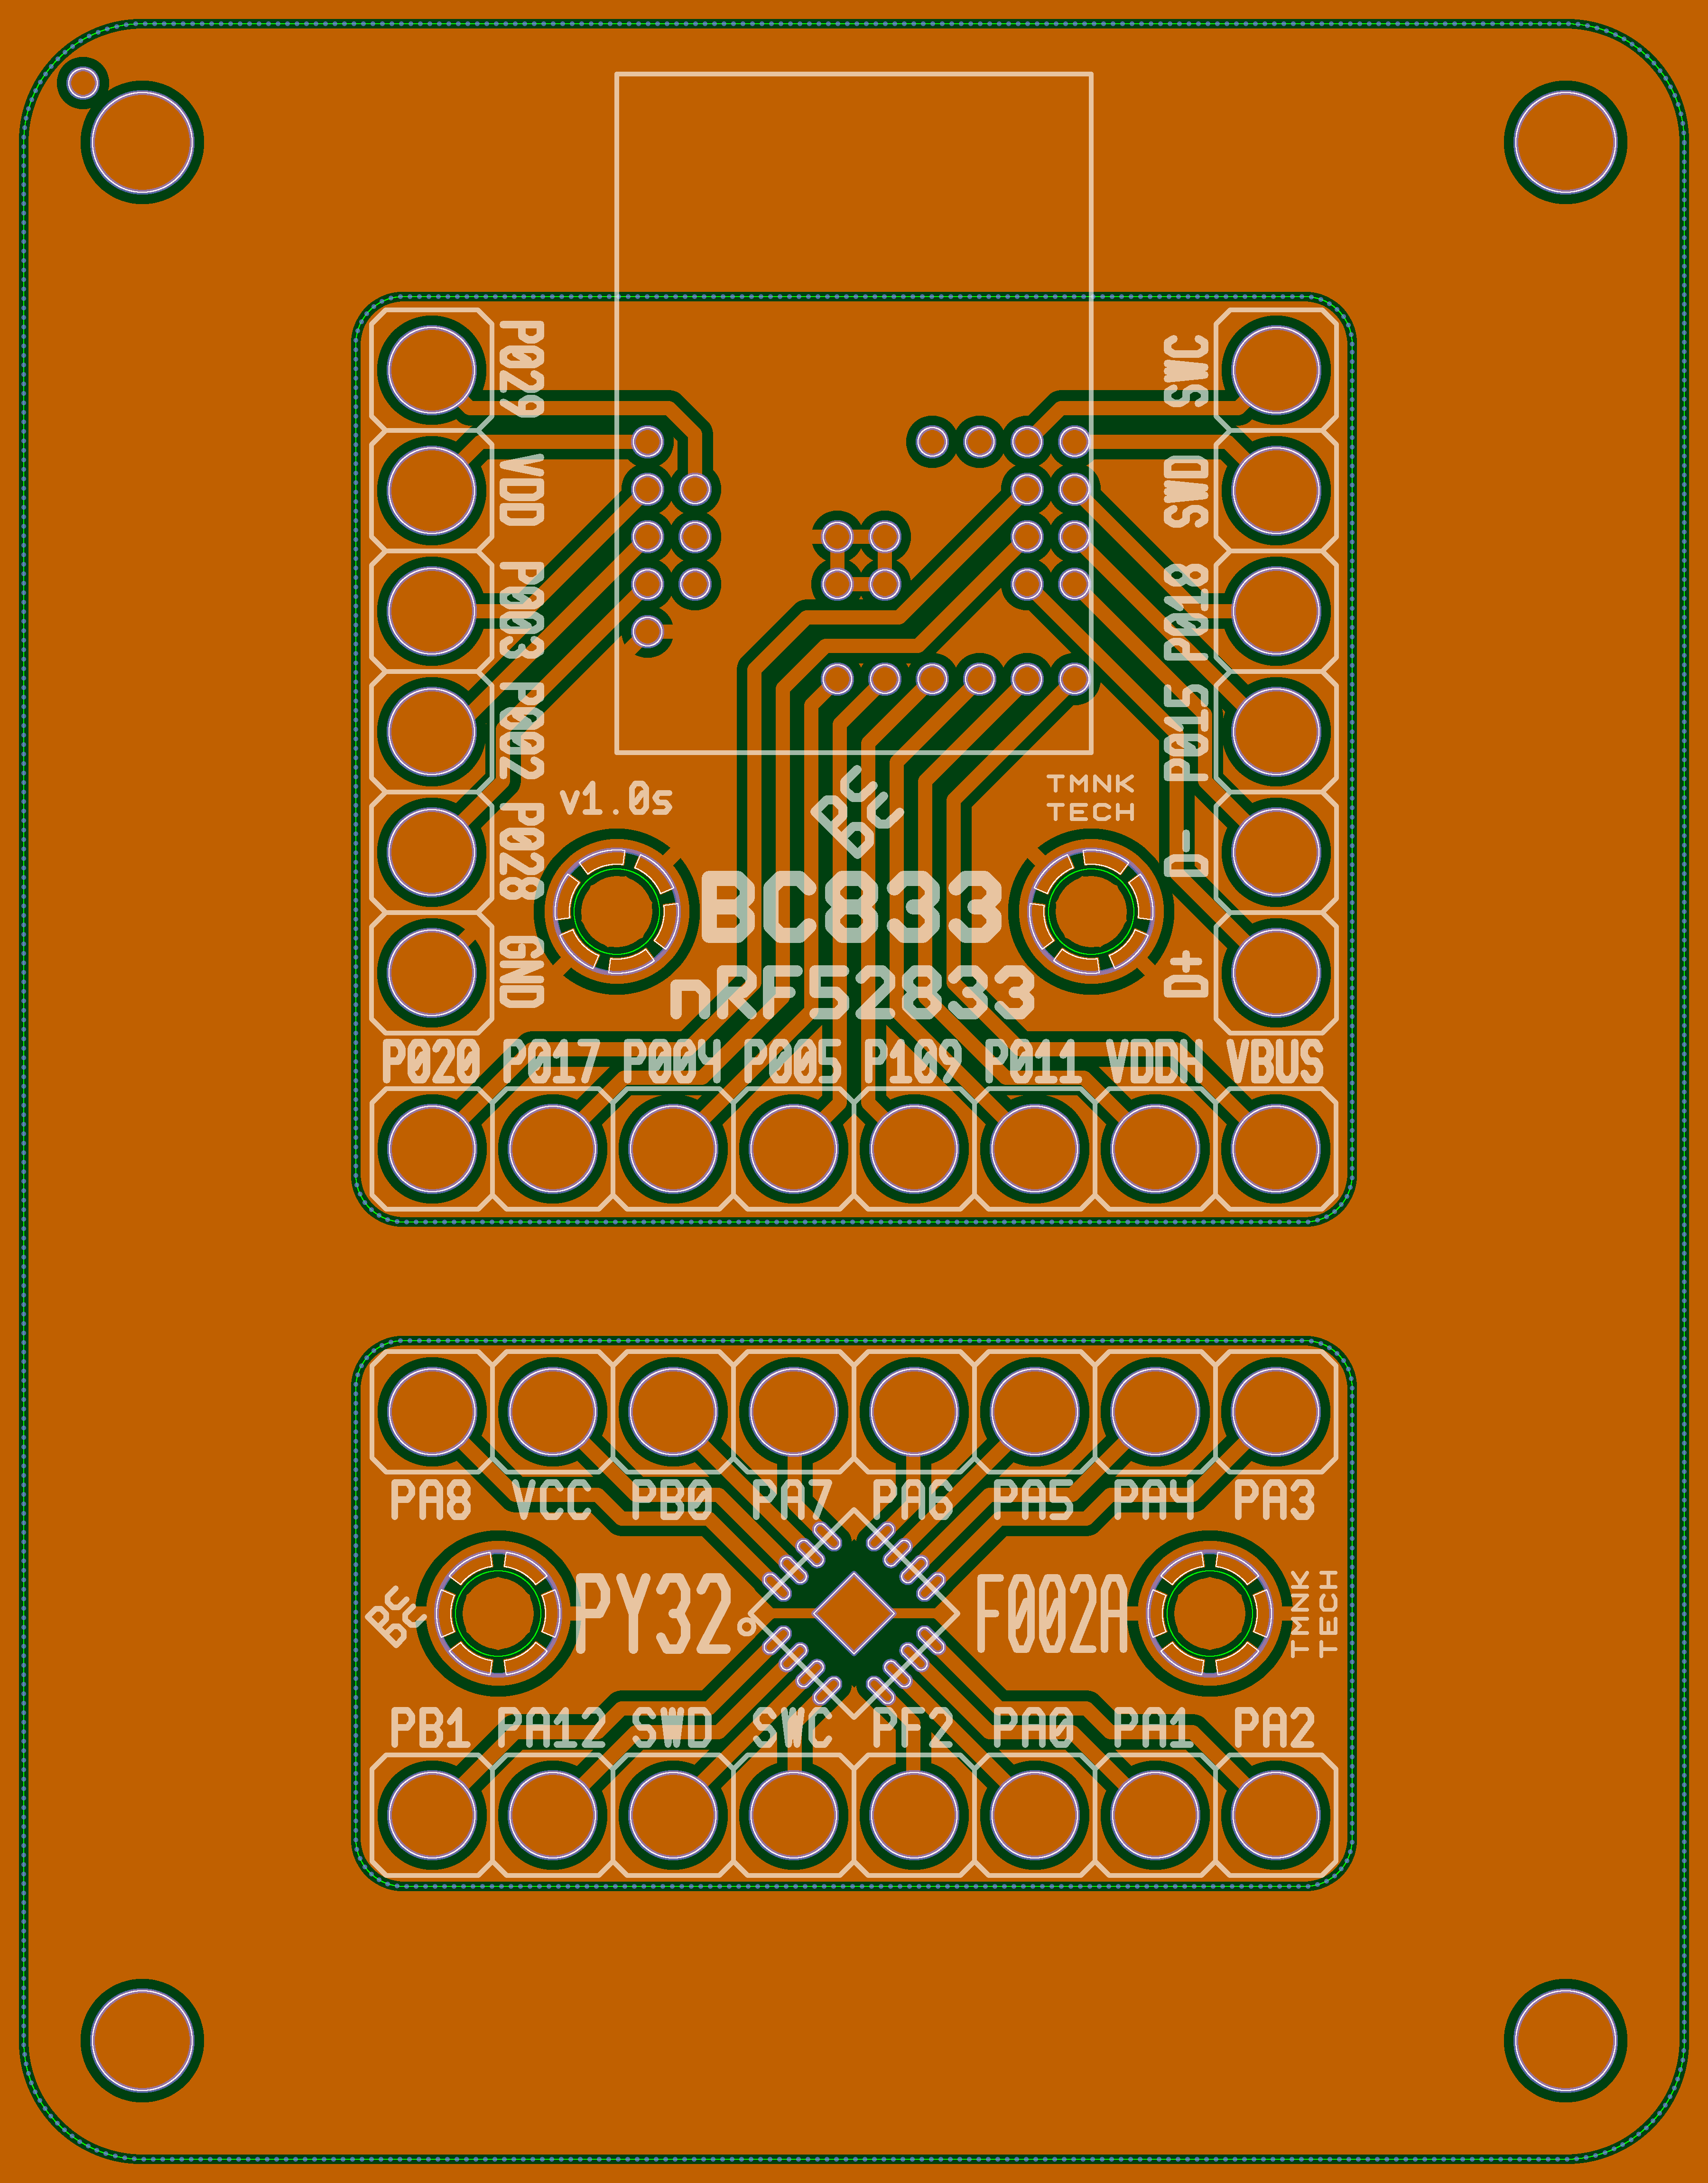 P029
VDD
P003
P002
P028
GND
SWC
SWD
P018
P015
D-
D+
v1.0s
BC
TMNK
TECH
BC833
nRF52833
P020 P017 P004 P005 P109 P011 VDDH VBUS
PA8 VCC PB0 PA7 PA6 PA5 PA4 PA3
PY32 F002A
TMNK
TECH
PB1 PA12 SWD SWC PF2 PA0 PA1 PA2